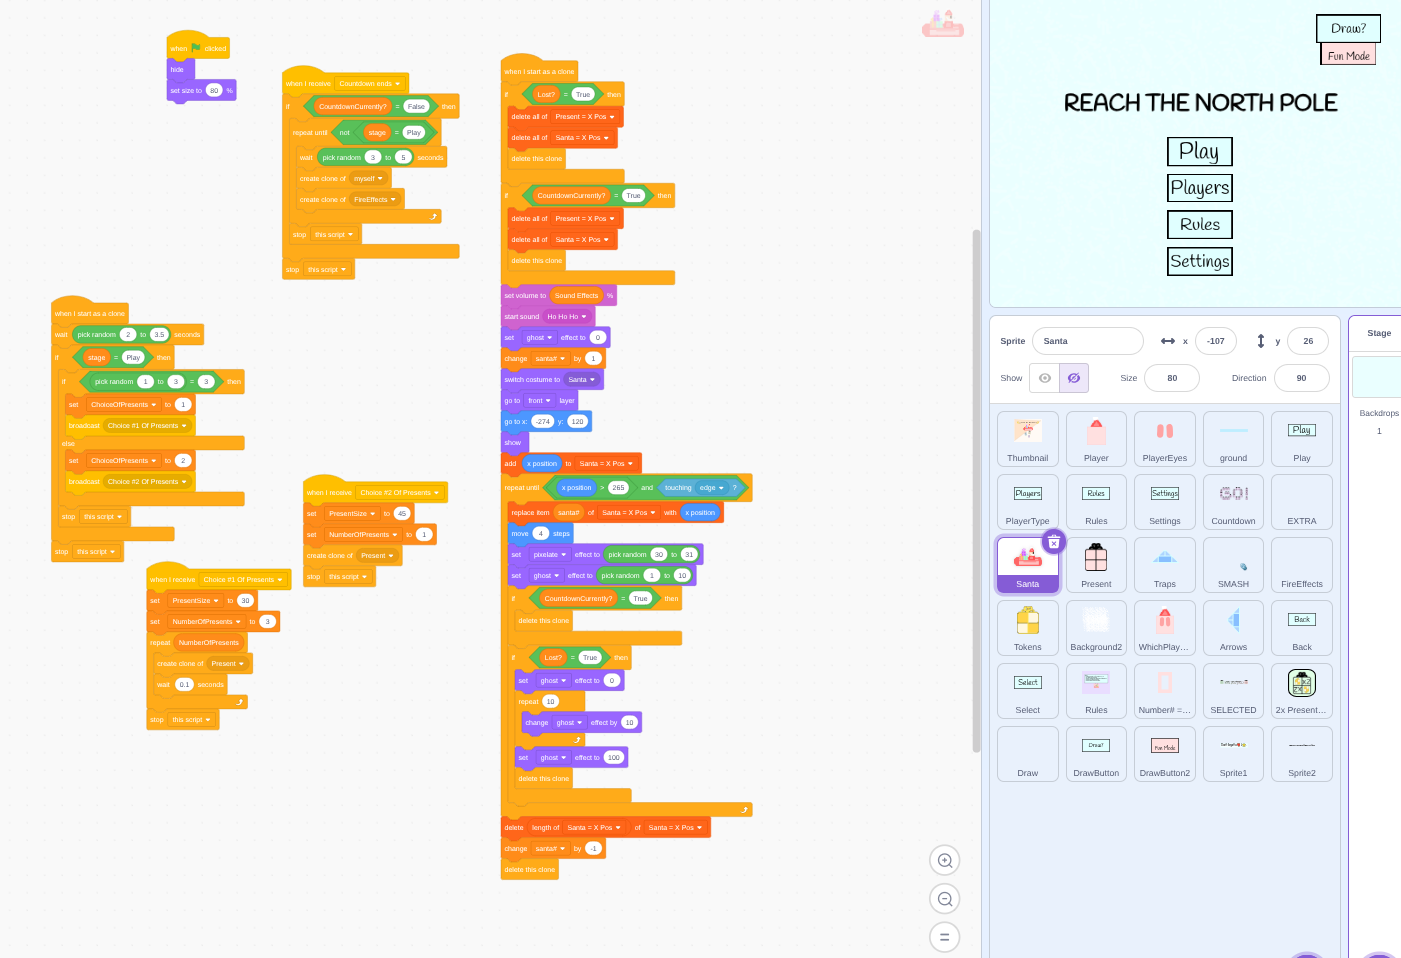 when clicked
hide
set size to 80 %
when I receive Countdown ends
if CountdownCurrently? = False then
repeat until not stage = Play
wait pick random 3 to 5 seconds
create clone of myself
create clone of FireEffects
stop this script
stop this script
when I start as a clone
wait pick random 2 to 3.5 seconds
if stage = Play then
if pick random 1 to 3 = 3 then
set ChoiceOfPresents to 1
broadcast Choice #1 Of Presents
else
set ChoiceOfPresents to 2
broadcast Choice #2 Of Presents
stop this script
stop this script
when I receive Choice #2 Of Presents
set PresentSize to 45
set NumberOfPresents to 1
create clone of Present
stop this script
when I receive Choice #1 Of Presents
set PresentSize to 30
set NumberOfPresents to 3
repeat NumberOfPresents
create clone of Present
wait 0.1 seconds
stop this script
when I start as a clone
if Lost? = True then
delete all of Present = X Pos
delete all of Santa = X Pos
delete this clone
if CountdownCurrently? = True then
delete all of Present = X Pos
delete all of Santa = X Pos
delete this clone
set volume to Sound Effects %
start sound Ho Ho Ho
set ghost effect to 0
change santa# by 1
switch costume to Santa
go to front layer
go to x: -274 y: 120
show
add x position to Santa = X Pos
repeat until x position > 265 and touching edge ?
replace item santa# of Santa = X Pos with x position
move 4 steps
set pixelate effect to pick random 30 to 31
set ghost effect to pick random 1 to 10
if CountdownCurrently? = True then
delete this clone
if Lost? = True then
set ghost effect to 0
repeat 10
change ghost effect by 10
set ghost effect to 100
delete this clone
delete length of Santa = X Pos of Santa = X Pos
change santa# by -1
delete this clone
Draw?
Fun Mode
REACH THE NORTH POLE
Play
Players
Rules
Settings
Sprite Santa x -107 y 26
Show Size 80 Direction 90
Stage
Backdrops
1
Play
Thumbnail Player PlayerEyes ground Play
Players Rules Settings GO!
PlayerType Rules Settings Countdown EXTRA
Santa Present Traps SMASH FireEffects
Back
Tokens Background2 WhichPlay... Arrows Back
Select
Select Rules Number# =... SELECTED 2x Present...
Draw? Fun Mode
Draw DrawButton DrawButton2 Sprite1 Sprite2